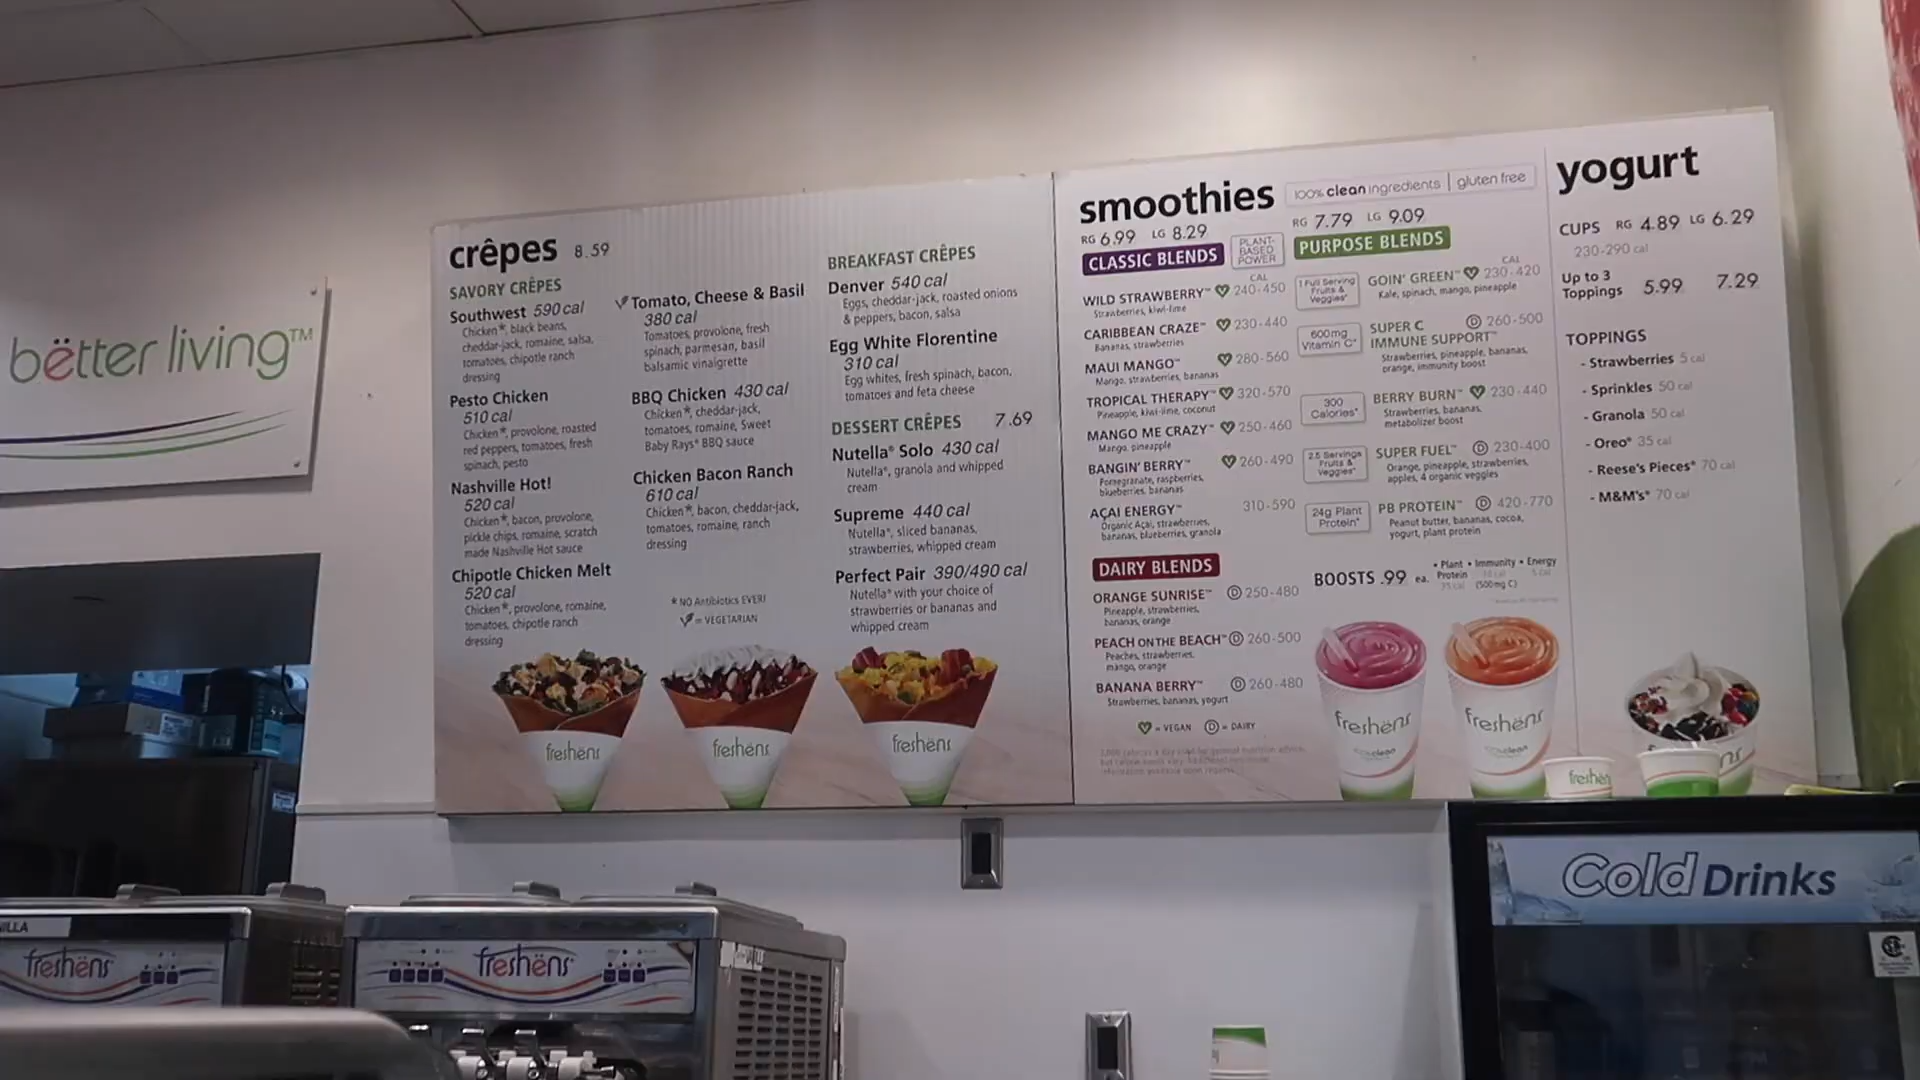 bëtter living™
crêpes 8.59
SAVORY CRÊPES
Southwest 590 cal
Chicken*, black beans,
cheddar-jack, romaine, salsa,
tomatoes, chipotle ranch
dressing
Pesto Chicken
510 cal
Chicken*, provolone, roasted
red peppers, tomatoes, fresh
spinach, pesto
Nashville Hot!
520 cal
Chicken*, bacon, provolone,
pickle chips, romaine, scratch
made Nashville Hot sauce
Chipotle Chicken Melt
520 cal
Chicken*, provolone, romaine,
tomatoes, chipotle ranch
dressing
Tomato, Cheese & Basil
380 cal
Tomatoes, provolone, fresh
spinach, parmesan, basil
balsamic vinaigrette
BBQ Chicken 430 cal
Chicken*, cheddar-jack,
tomatoes, romaine, Sweet
Baby Rays® BBQ sauce
Chicken Bacon Ranch
610 cal
Chicken*, bacon, cheddar-jack,
tomatoes, romaine, ranch
dressing
* NO Antibiotics EVER!
= VEGETARIAN
BREAKFAST CRÊPES
Denver 540 cal
Eggs, cheddar-jack, roasted onions
& peppers, bacon, salsa
Egg White Florentine
310 cal
Egg whites, fresh spinach, bacon,
tomatoes and feta cheese
DESSERT CRÊPES 7.69
Nutella® Solo 430 cal
Nutella®, granola and whipped
cream
Supreme 440 cal
Nutella®, sliced bananas,
strawberries, whipped cream
Perfect Pair 390/490 cal
Nutella® with your choice of
strawberries or bananas and
whipped cream
freshëns
freshëns
freshëns
smoothies 100% clean ingredients | gluten free
RG 6.99 LG 8.29
CLASSIC BLENDS
PLANT-
BASED
POWER
CAL
WILD STRAWBERRY™ 240-450
Strawberries, kiwi-lime
CARIBBEAN CRAZE™ 230-440
Bananas, strawberries
MAUI MANGO™ 280-560
Mango, strawberries, bananas
TROPICAL THERAPY™ 320-570
Pineapple, kiwi-lime, coconut
MANGO ME CRAZY™ 250-460
Mango, pineapple
BANGIN' BERRY™ 260-490
Pomegranate, raspberries,
blueberries, bananas
AÇAI ENERGY™ 310-590
Organic Açai, strawberries,
bananas, blueberries, granola
DAIRY BLENDS
ORANGE SUNRISE™ D 250-480
Pineapple, strawberries,
bananas, orange
PEACH ON THE BEACH™ D 260-500
Peaches, strawberries,
mango, orange
BANANA BERRY™ D 260-480
Strawberries, bananas, yogurt
= VEGAN D = DAIRY
RG 7.79 LG 9.09
PURPOSE BLENDS
CAL
1 Full Serving
Fruits &
Veggies*
GOIN' GREEN™ 230-420
Kale, spinach, mango, pineapple
600mg
Vitamin C*
SUPER C D 260-500
IMMUNE SUPPORT™
Strawberries, pineapple, bananas,
orange, immunity boost
300
Calories*
BERRY BURN™ 230-440
Strawberries, bananas,
metabolizer boost
2.5 Servings
Fruits &
Veggies*
SUPER FUEL™ D 230-400
Orange, pineapple, strawberries,
apples, 4 organic veggies
24g Plant
Protein*
PB PROTEIN™ D 420-770
Peanut butter, bananas, cocoa,
yogurt, plant protein
BOOSTS .99 ea.
• Plant • Immunity • Energy
Protein
(500mg C)
freshëns
freshëns
yogurt
CUPS RG 4.89 LG 6.29
230-290 cal
Up to 3
Toppings 5.99 7.29
TOPPINGS
- Strawberries 5 cal
- Sprinkles 50 cal
- Granola 50 cal
- Oreo® 35 cal
- Reese's Pieces® 70 cal
- M&M's® 70 cal
freshën
Cold Drinks
ILLA
freshëns
freshëns